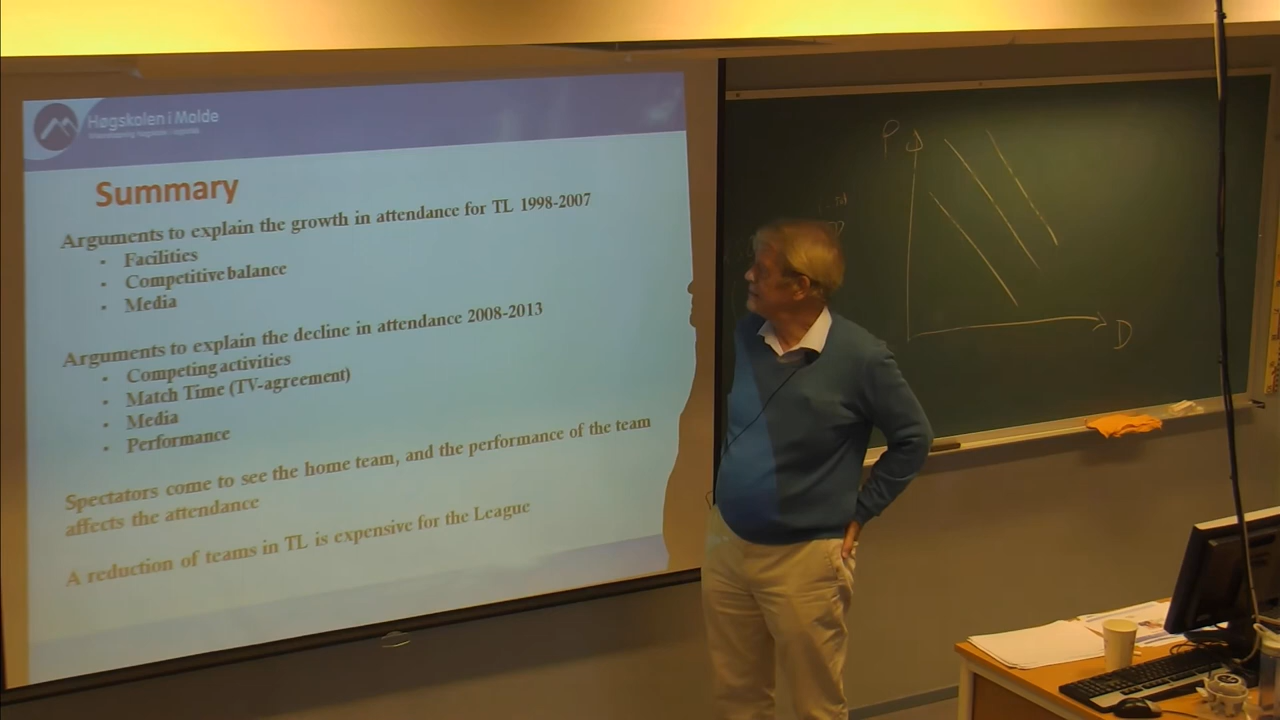 Høgskolen i Molde
Summary
Arguments to explain the growth in attendance for TL 1998-2007
• Facilities
• Competitive balance
• Media
Arguments to explain the decline in attendance 2008-2013
• Competing activities
• Match Time (TV-agreement)
• Media
• Performance
Spectators come to see the home team, and the performance of the team
affects the attendance
A reduction of teams in TL is expensive for the League
P
D